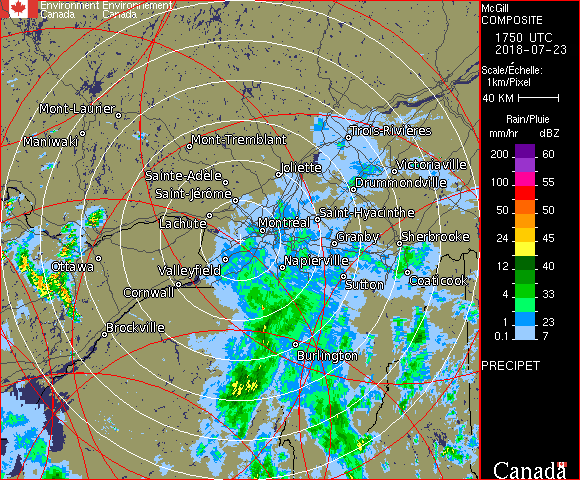 Environment Environnement
Canada Canada
McGill
COMPOSITE
1750 UTC
2018-07-23
Scale/Échelle:
1km/Pixel
40 KM
Rain/Pluie
mm/hr dBZ
200 60
100 55
50 50
24 45
12 40
4 33
1 23
0.1 7
PRECIPET
Canada
Mont-Laurier
Maniwaki
Mont-Tremblant
Trois-Rivières
Victoriaville
Joliette
Sainte-Adèle
Drummondville
Saint-Jérôme
Lachute
Saint-Hyacinthe
Montréal
Granby
Sherbrooke
Ottawa
Valleyfield
Napierville
Sutton
Coaticook
Cornwall
Brockville
Burlington